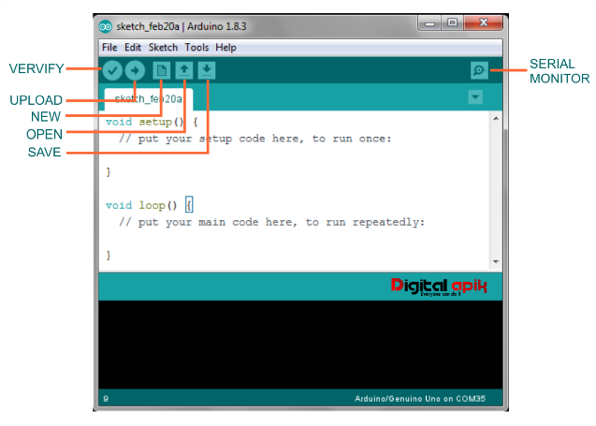 sketch_feb20a | Arduino 1.8.3
File Edit Sketch Tools Help
VERVIFY
UPLOAD
NEW
OPEN
SAVE
SERIAL
MONITOR
sketch_feb20a
void setup() {
// put your setup code here, to run once:
}
void loop() {
// put your main code here, to run repeatedly:
}
Digital apik
Everyone can do it
9
Arduino/Genuino Uno on COM35